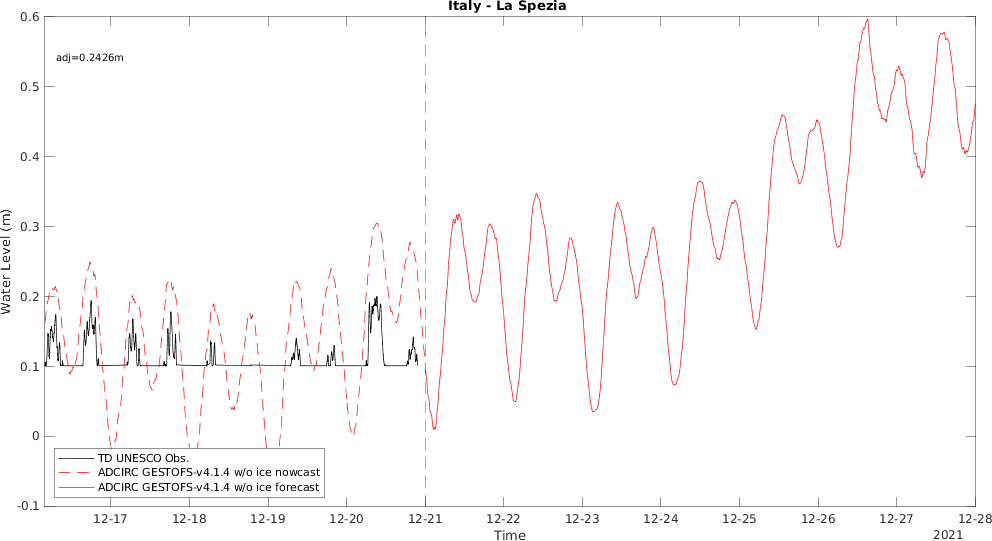 Italy - La Spezia
adj=0.2426m
Water Level (m)
0.6
0.5
0.4
0.3
0.2
0.1
0
-0.1
TD UNESCO Obs.
ADCIRC GESTOFS-v4.1.4 w/o ice nowcast
ADCIRC GESTOFS-v4.1.4 w/o ice forecast
12-17 12-18 12-19 12-20 12-21 12-22 12-23 12-24 12-25 12-26 12-27 12-28
Time
2021